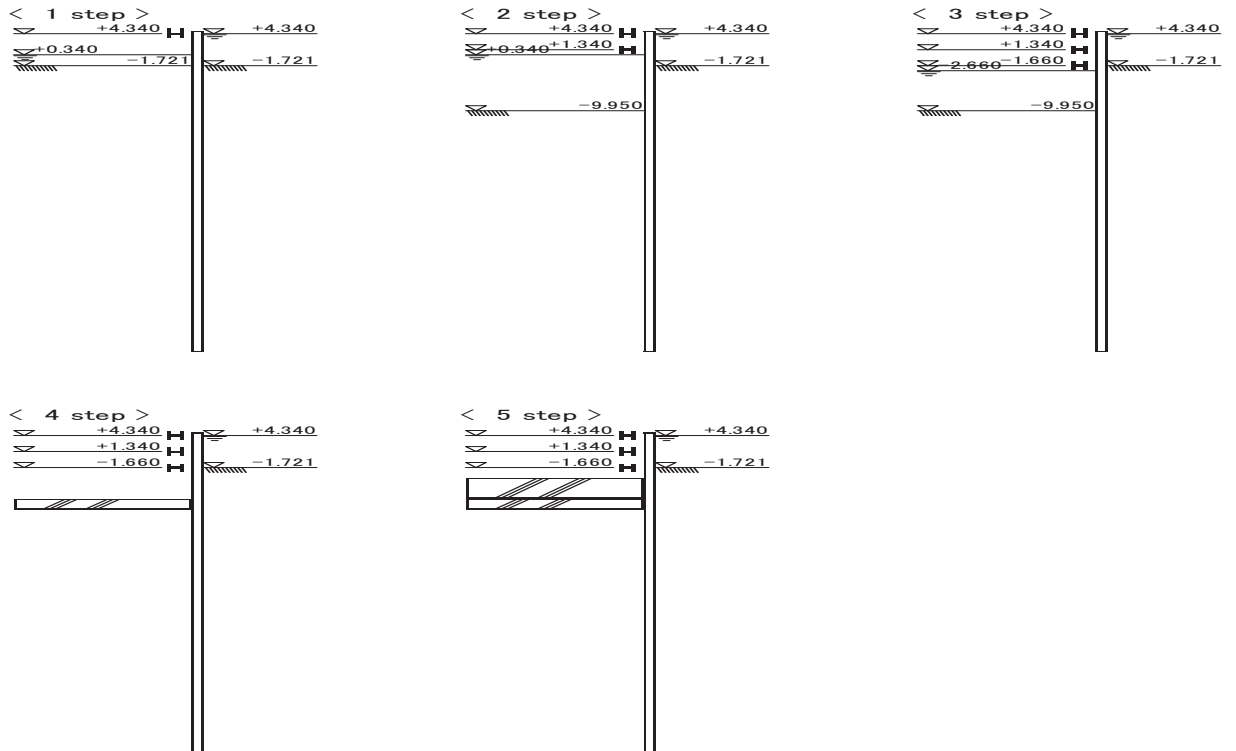 < 1 step >
+4.340 +4.340
+0.340
-1.721 -1.721
< 2 step >
+4.340 +4.340
+0.340 +1.340
-1.721
-9.950
< 3 step >
+4.340 +4.340
+1.340
-2.660 -1.660 -1.721
-9.950
< 4 step >
+4.340 +4.340
+1.340
-1.660 -1.721
< 5 step >
+4.340 +4.340
+1.340
-1.660 -1.721